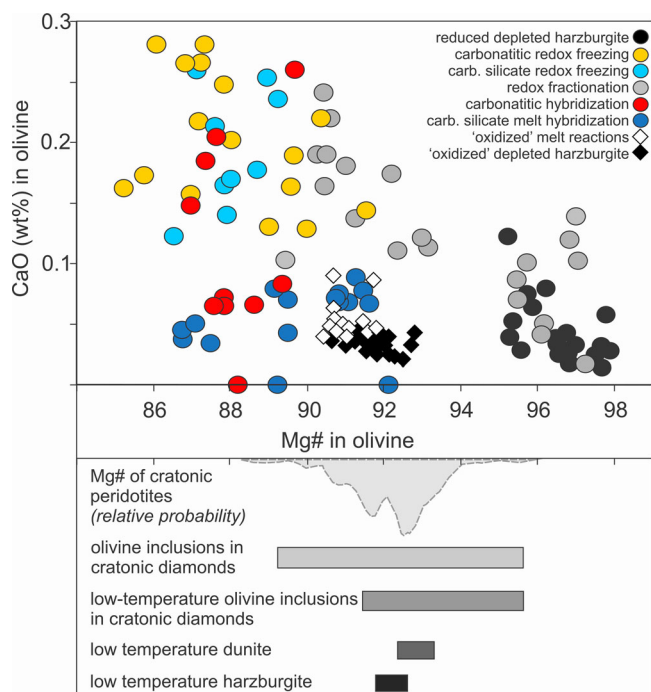 0.3
0.2
0.1
CaO (wt%) in olivine
reduced depleted harzburgite
carbonatitic redox freezing
carb. silicate redox freezing
redox fractionation
carbonatitic hybridization
carb. silicate melt hybridization
'oxidized' melt reactions
'oxidized' depleted harzburgite
86 88 90 92 94 96 98
Mg# in olivine
Mg# of cratonic
peridotites
(relative probability)
olivine inclusions in
cratonic diamonds
low-temperature olivine inclusions
in cratonic diamonds
low temperature dunite
low temperature harzburgite